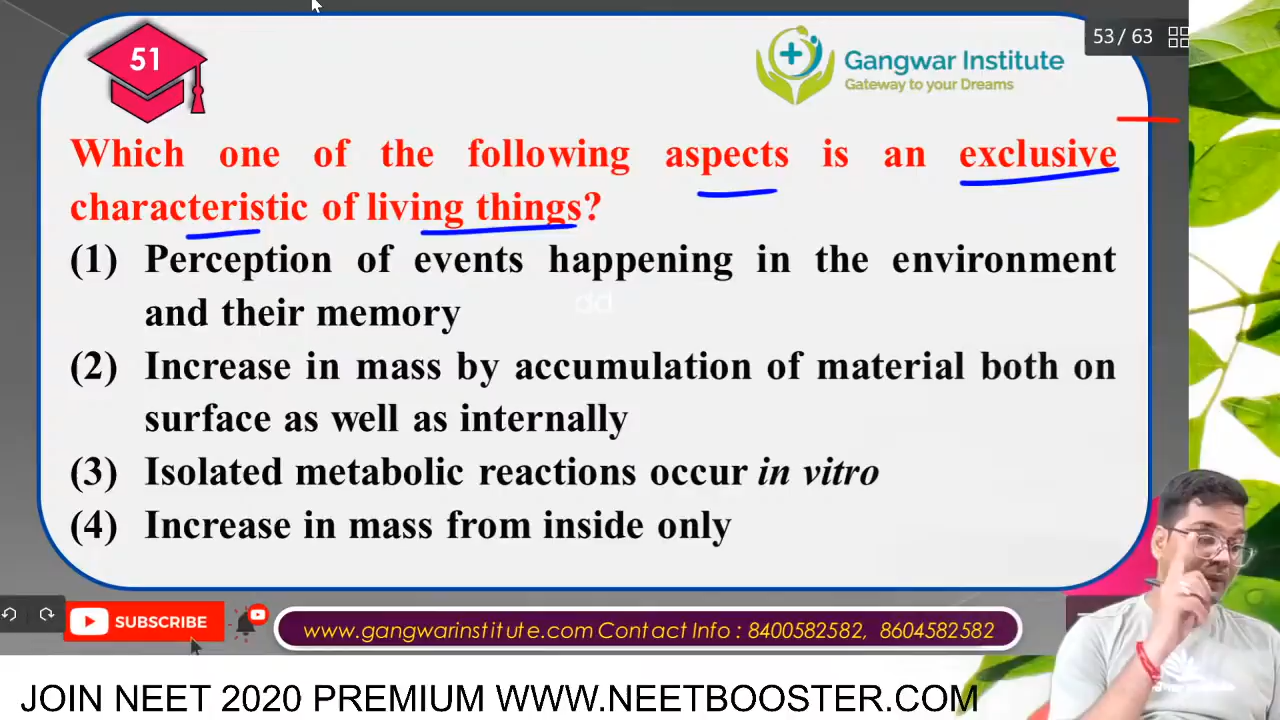 51
53 / 63
Gangwar Institute
Gateway to your Dreams
Which one of the following aspects is an exclusive
characteristic of living things?
(1) Perception of events happening in the environment
and their memory
(2) Increase in mass by accumulation of material both on
surface as well as internally
(3) Isolated metabolic reactions occur in vitro
(4) Increase in mass from inside only
dd
SUBSCRIBE
www.gangwarinstitute.com Contact Info : 8400582582, 8604582582
JOIN NEET 2020 PREMIUM WWW.NEETBOOSTER.COM